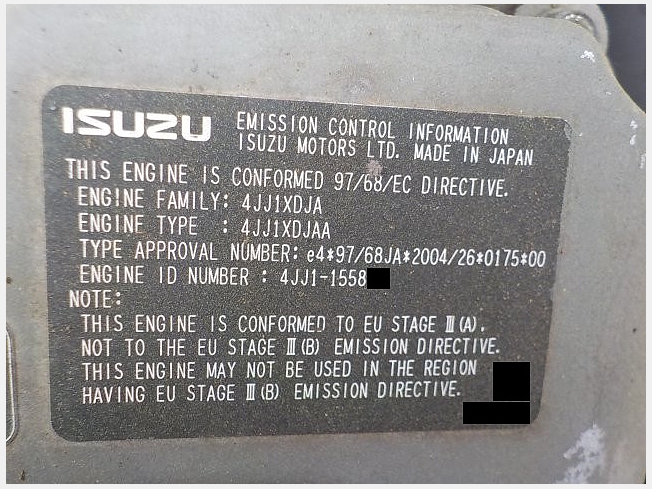 ISUZU
EMISSION CONTROL INFORMATION
ISUZU MOTORS LTD. MADE IN JAPAN
THIS ENGINE IS CONFORMED 97/68/EC DIRECTIVE.
ENGINE FAMILY: 4JJ1XDJA
ENGINE TYPE : 4JJ1XDJAA
TYPE APPROVAL NUMBER: e4*97/68JA*2004/26*0175*00
ENGINE ID NUMBER : 4JJ1-1558
NOTE:
THIS ENGINE IS CONFORMED TO EU STAGE Ⅲ(A).
NOT TO THE EU STAGE Ⅲ(B) EMISSION DIRECTIVE.
THIS ENGINE MAY NOT BE USED IN THE REGION
HAVING EU STAGE Ⅲ(B) EMISSION DIRECTIVE.